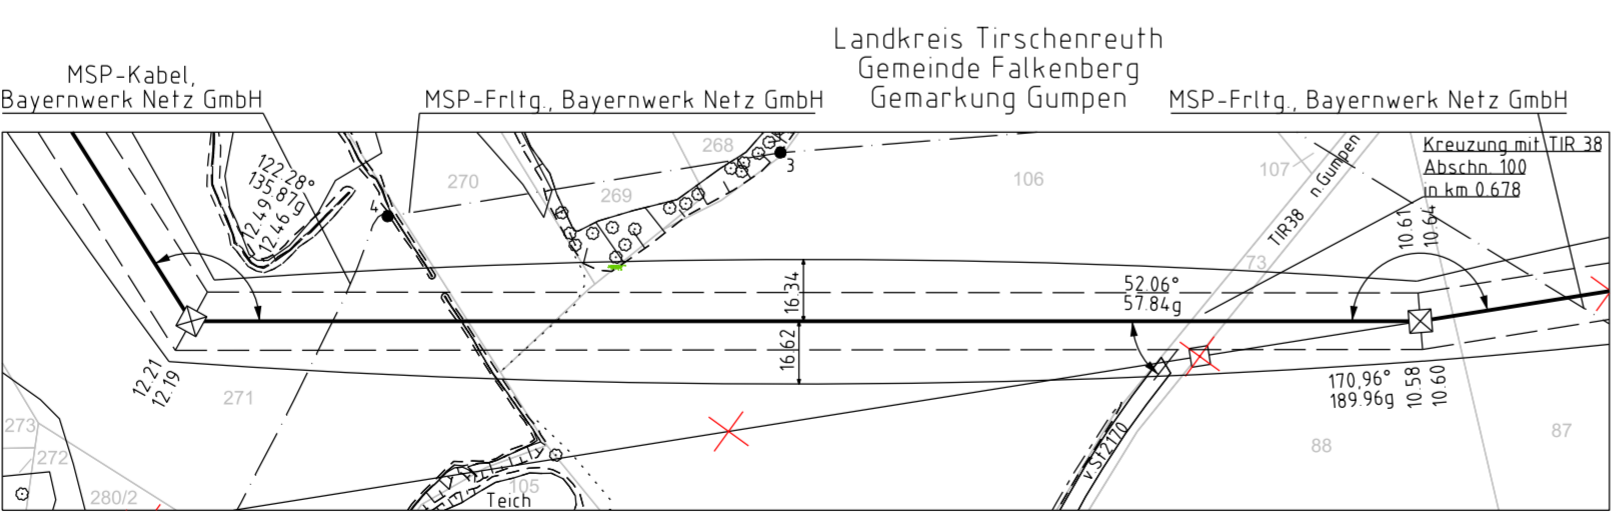 Landkreis Tirschenreuth
Gemeinde Falkenberg
Gemarkung Gumpen
MSP-Kabel,
Bayernwerk Netz GmbH
MSP-Frltg., Bayernwerk Netz GmbH
MSP-Frltg., Bayernwerk Netz GmbH
Kreuzung mit TIR 38
Abschn. 100
in km 0.678
122.28°
135.87g
12.49
12.46
4
270
269
268
3
106
107
n.Gumpen
TIR38
73
10.61
10.64
52.06°
57.84g
16.34
16.62
12.21
12.19
271
273
272
280/2
105
Teich
v.St2170
170,96°
189.96g
10.58
10.60
88
87